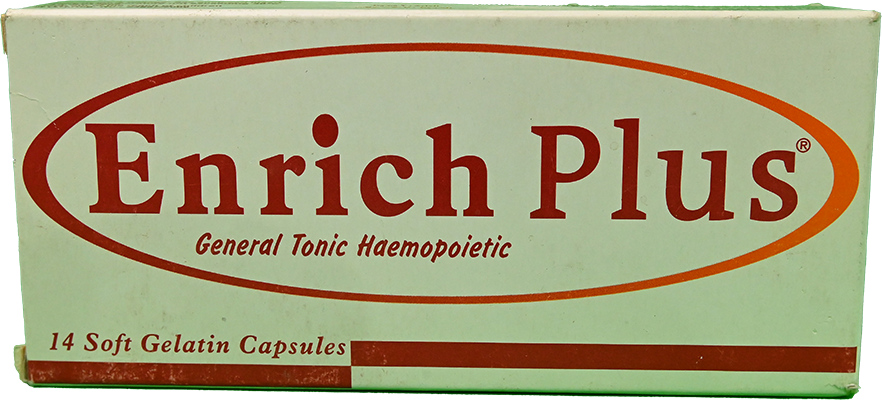 Enrich Plus®
General Tonic Haemopoietic
14 Soft Gelatin Capsules